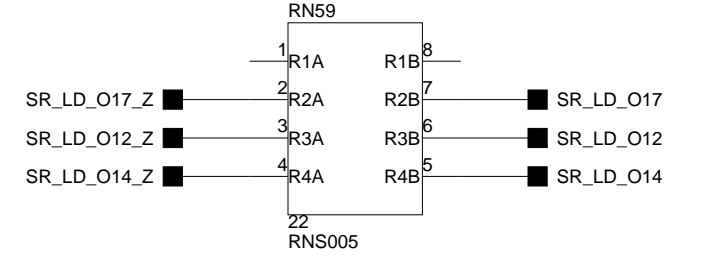 RN59
1 R1A R1B 8
SR_LD_O17_Z 2 R2A R2B 7 SR_LD_O17
SR_LD_O12_Z 3 R3A R3B 6 SR_LD_O12
SR_LD_O14_Z 4 R4A R4B 5 SR_LD_O14
22
RNS005